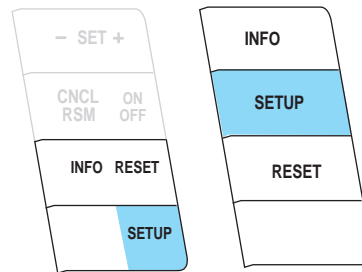 − SET +
CNCL ON
RSM OFF
INFO RESET
SETUP
INFO
SETUP
RESET